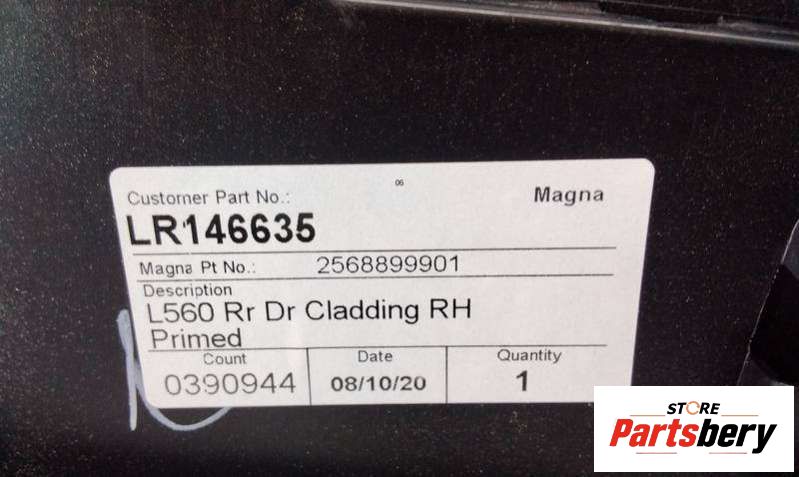 06
Customer Part No.: Magna
LR146635
Magna Pt No.: 2568899901
Description
L560 Rr Dr Cladding RH
Primed
Count Date Quantity
0390944 08/10/20 1
STORE
Partsbery